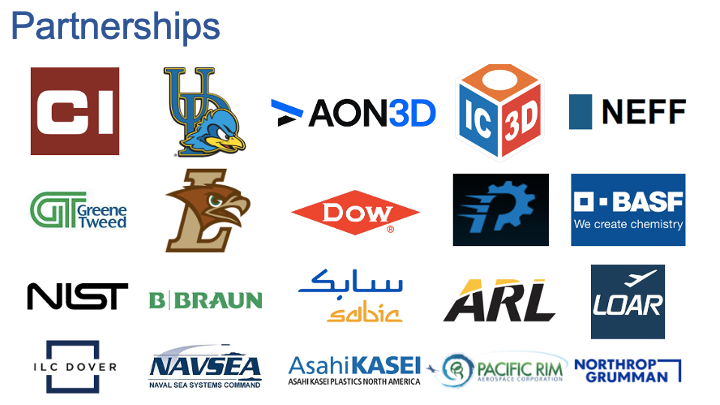 Partnerships
CI
UD
AON3D
IC
3D
NEFF
GT Greene
Tweed
L
Dow
®
P
BASF
We create chemistry
NIST
B|BRAUN
سابك
sabic
ARL
LOAR
ILC DOVER
NAVSEA
NAVAL SEA SYSTEMS COMMAND
AsahiKASEI
ASAHI KASEI PLASTICS NORTH AMERICA
PACIFIC RIM
AEROSPACE CORPORATION
NORTHROP
GRUMMAN